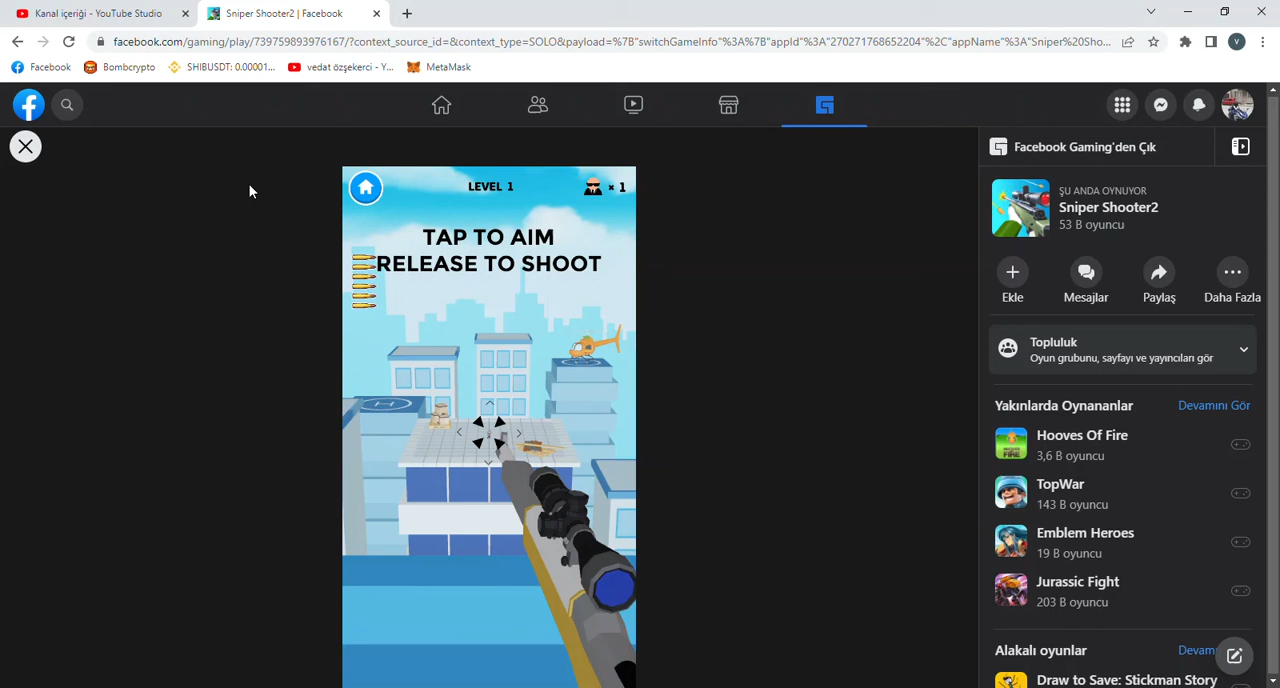 Kanal içeriği - YouTube Studio
Sniper Shooter2 | Facebook
facebook.com/gaming/play/739759893976167/?context_source_id=&context_type=SOLO&payload=%7B"switchGameInfo"%3A%7B"appId"%3A"270271768652204"%2C"appName"%3A"Sniper%20Sho...
V
Facebook
Bombcrypto
SHIBUSDT: 0.00001...
vedat özşekerci - Y...
MetaMask
Facebook Gaming'den Çık
LEVEL 1
× 1
TAP TO AIM
RELEASE TO SHOOT
ŞU ANDA OYNUYOR
Sniper Shooter2
53 B oyuncu
Ekle
Mesajlar
Paylaş
Daha Fazla
Topluluk
Oyun grubunu, sayfayı ve yayıncıları gör
Yakınlarda Oynananlar
Devamını Gör
Hooves Of Fire
3,6 B oyuncu
TopWar
143 B oyuncu
Emblem Heroes
19 B oyuncu
Jurassic Fight
203 B oyuncu
Alakalı oyunlar
Devamı
Draw to Save: Stickman Story